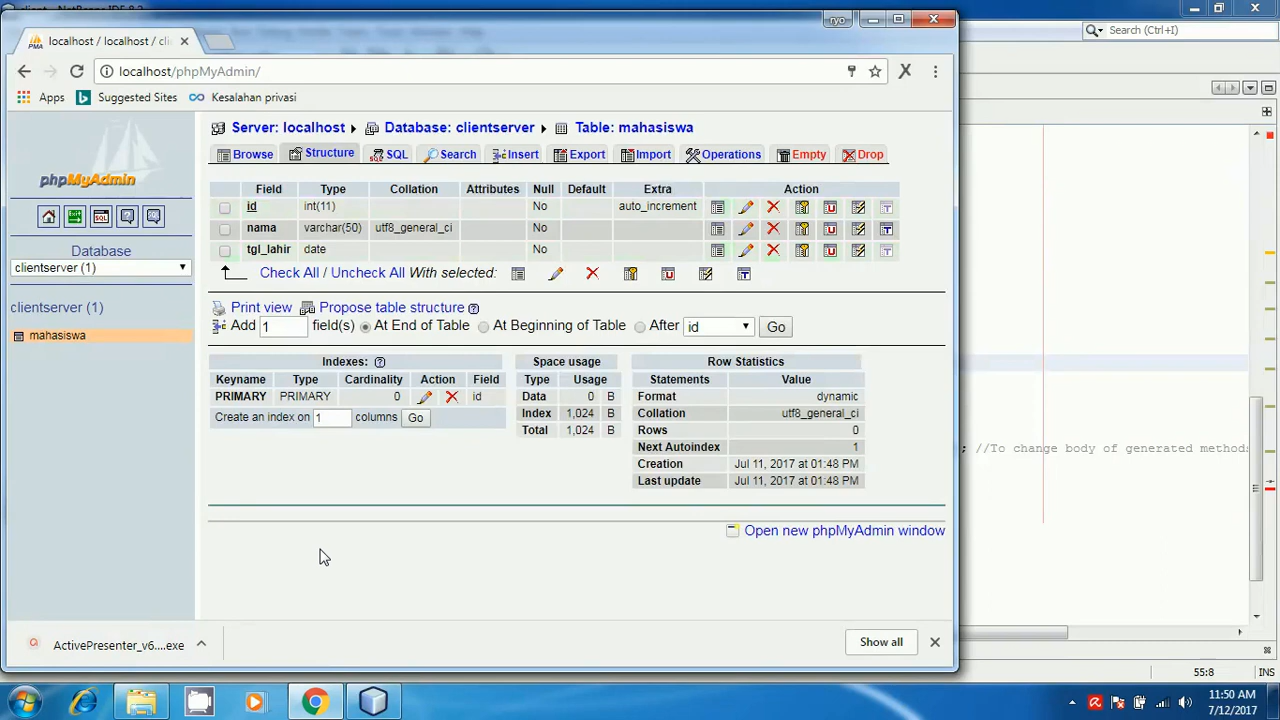 ryo
localhost / localhost / cli
Search (Ctrl+I)
localhost/phpMyAdmin/
Apps Suggested Sites Kesalahan privasi
phpMyAdmin
Database
clientserver (1)
clientserver (1)
mahasiswa
Server: localhost Database: clientserver Table: mahasiswa
Browse Structure SQL Search Insert Export Import Operations Empty Drop
Field Type Collation Attributes Null Default Extra Action
id int(11) No auto_increment
nama varchar(50) utf8_general_ci No
tgl_lahir date No
Check All / Uncheck All With selected:
Print view Propose table structure
Add 1 field(s) At End of Table At Beginning of Table After id Go
Indexes:
Keyname Type Cardinality Action Field
PRIMARY PRIMARY 0 id
Create an index on 1 columns Go
Space usage
Type Usage
Data 0 B
Index 1,024 B
Total 1,024 B
Row Statistics
Statements Value
Format dynamic
Collation utf8_general_ci
Rows 0
Next Autoindex 1
Creation Jul 11, 2017 at 01:48 PM
Last update Jul 11, 2017 at 01:48 PM
Open new phpMyAdmin window
; //To change body of generated methods
ActivePresenter_v6....exe
Show all
55:8 INS
11:50 AM
7/12/2017